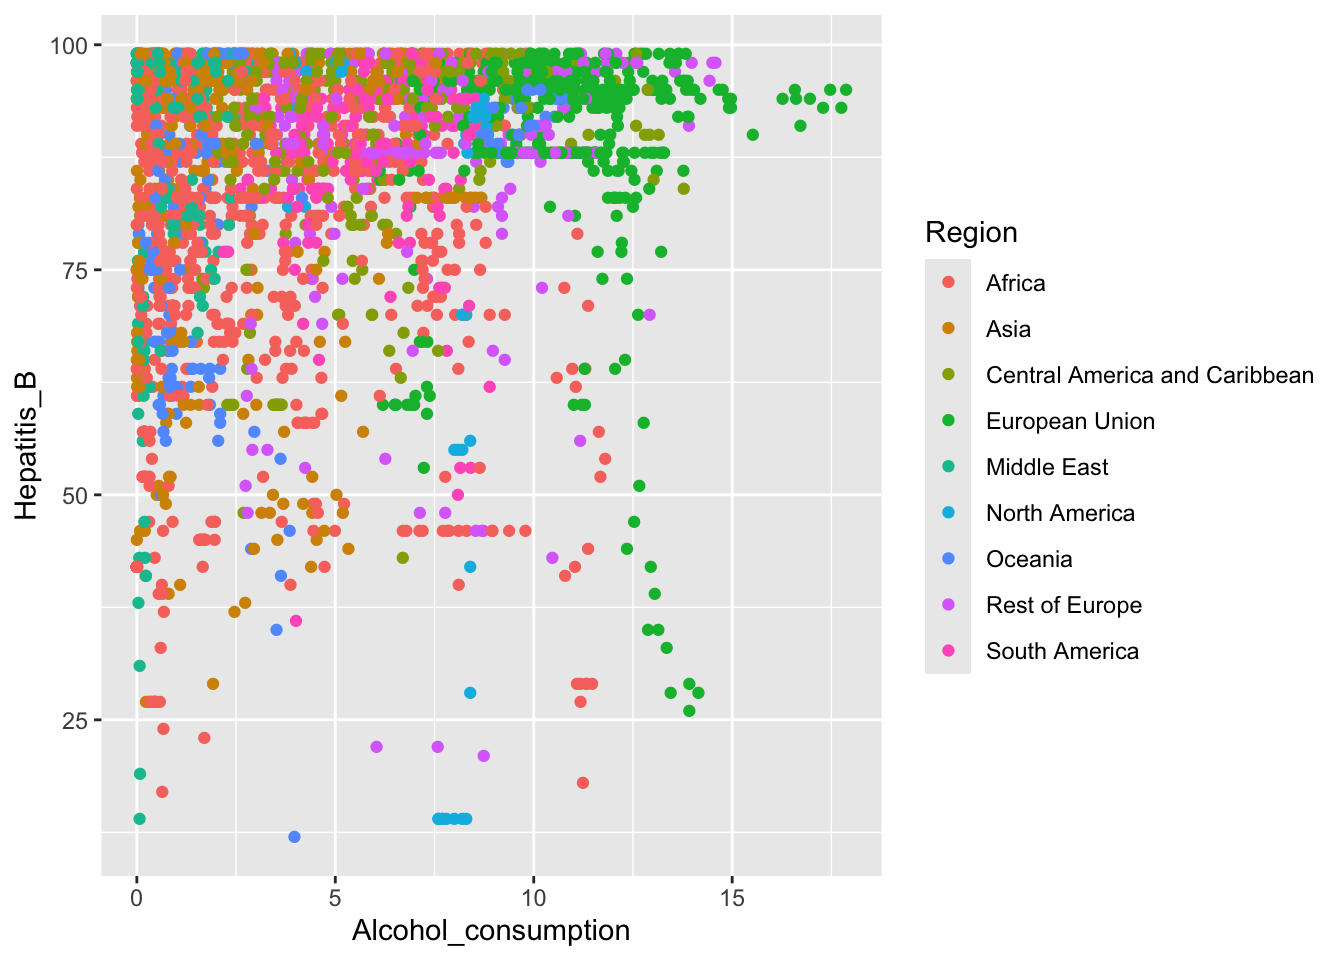 100
75
50
25
Hepatitis_B
0 5 10 15
Alcohol_consumption
Region
Africa
Asia
Central America and Caribbean
European Union
Middle East
North America
Oceania
Rest of Europe
South America